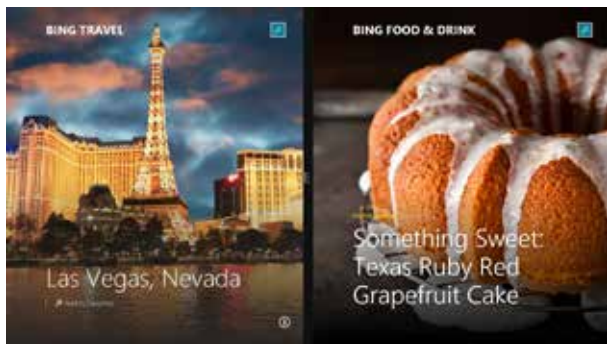 BING TRAVEL
Las Vegas, Nevada
BING FOOD & DRINK
Something Sweet:
Texas Ruby Red
Grapefruit Cake